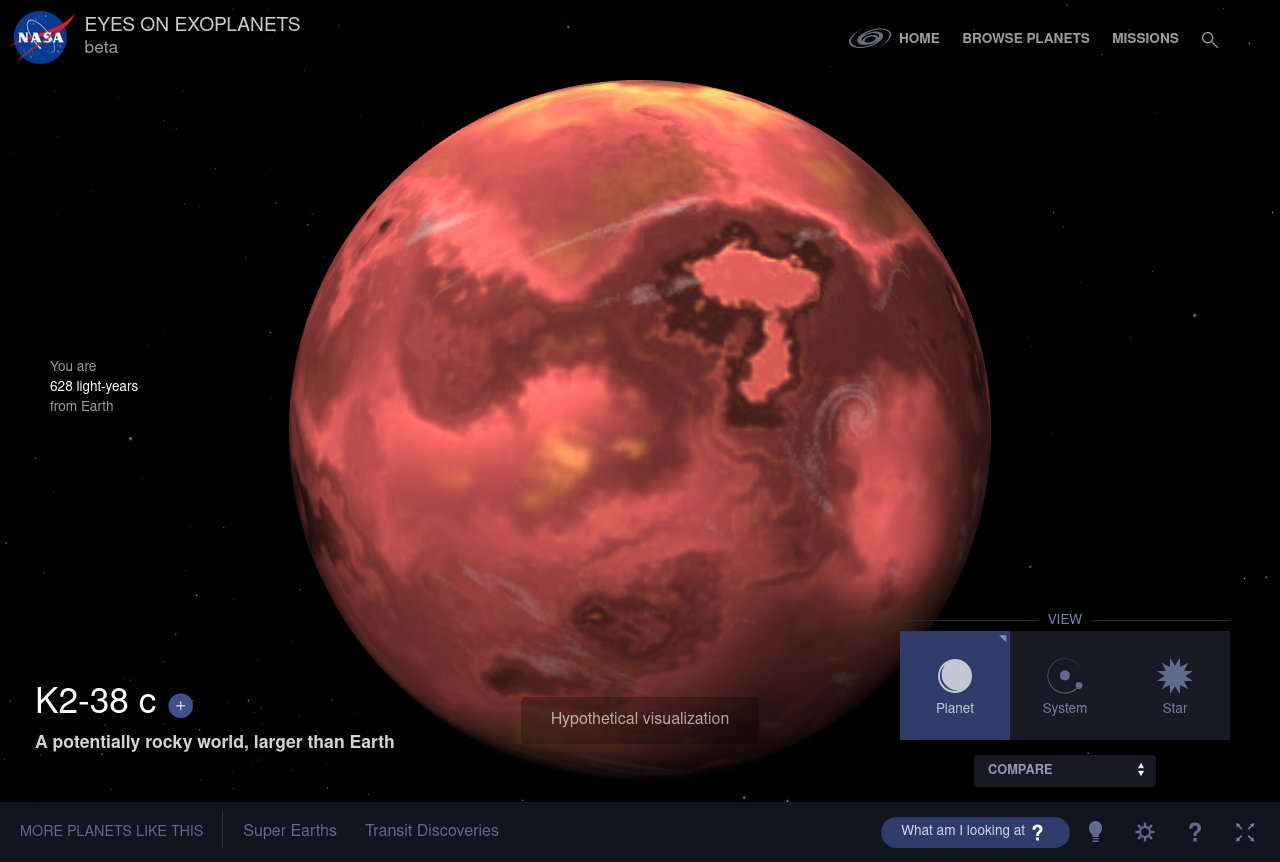 NASA
EYES ON EXOPLANETS
beta
HOME
BROWSE PLANETS
MISSIONS
You are
628 light-years
from Earth
VIEW
Planet
System
Star
K2-38 c +
A potentially rocky world, larger than Earth
Hypothetical visualization
COMPARE
MORE PLANETS LIKE THIS
Super Earths
Transit Discoveries
What am I looking at ?
?